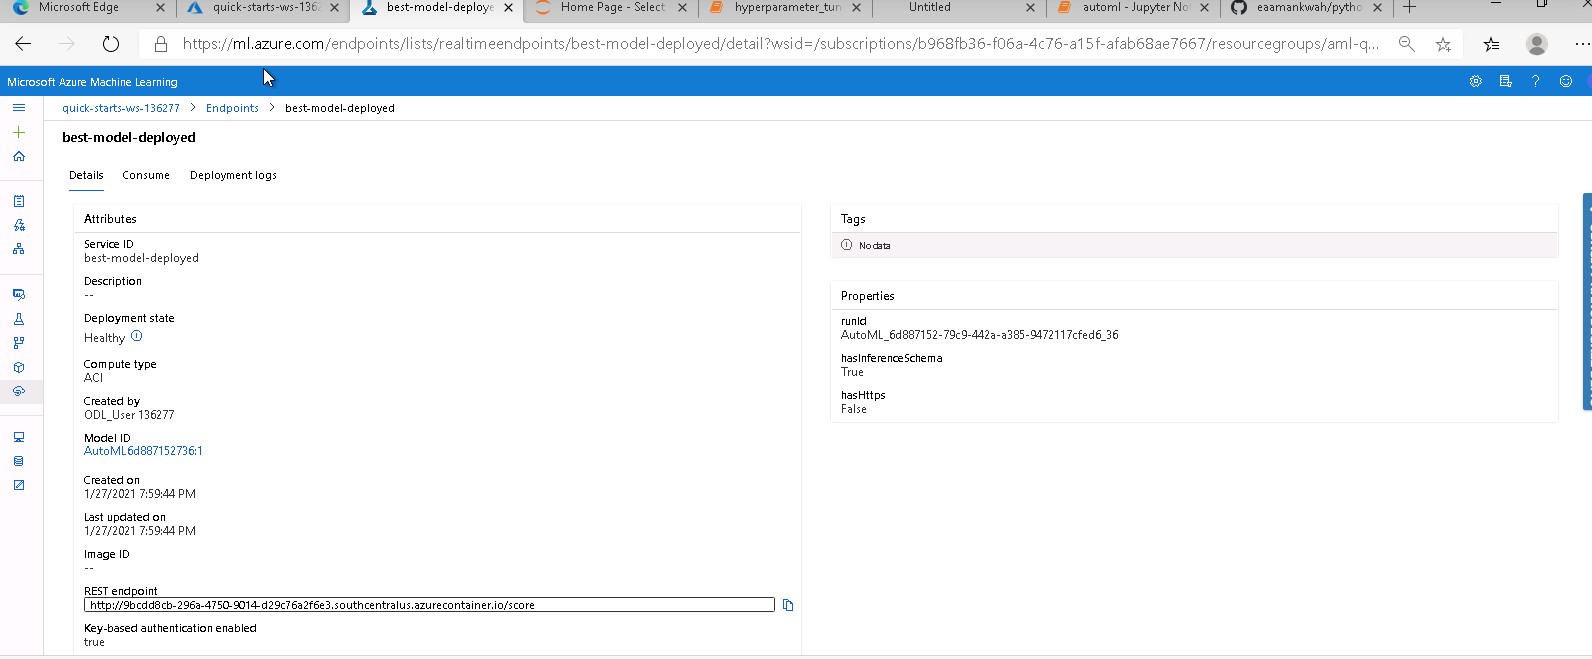 Microsoft Edge
quick-starts-ws-1362
best-model-deploye
Home Page - Select
hyperparameter_tun
Untitled
automl - Jupyter No
eaamankwah/pytho
https://ml.azure.com/endpoints/lists/realtimeendpoints/best-model-deployed/detail?wsid=/subscriptions/b968fb36-f06a-4c76-a15f-afab68ae7667/resourcegroups/aml-q...
Microsoft Azure Machine Learning
quick-starts-ws-136277 > Endpoints > best-model-deployed
best-model-deployed
Details Consume Deployment logs
Attributes
Service ID
best-model-deployed
Description
--
Deployment state
Healthy
Compute type
ACI
Created by
ODL_User 136277
Model ID
AutoML6d887152736:1
Created on
1/27/2021 7:59:44 PM
Last updated on
1/27/2021 7:59:44 PM
Image ID
--
REST endpoint
http://9bcdd8cb-296a-4750-9014-d29c76a2f6e3.southcentralus.azurecontainer.io/score
Key-based authentication enabled
true
Tags
No data
Properties
runId
AutoML_6d887152-79c9-442a-a385-9472117cfed6_36
hasInferenceSchema
True
hasHttps
False